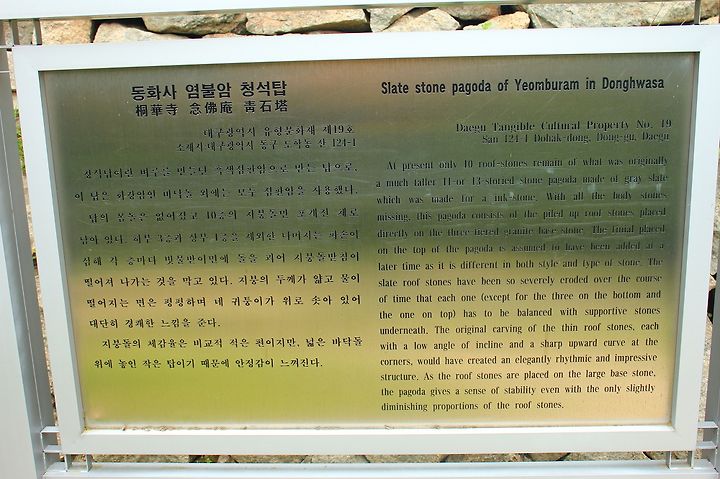 동화사 염불암 청석탑
桐華寺 念佛庵 靑石塔
대구광역시 유형문화재 제19호
소재지:대구광역시 동구 도학동 산 124-1
청석탑이란 벼루를 만들던 흑색점판암으로 만든 탑으로,
이 탑은 화강암인 바닥돌 외에는 모두 점판암을 사용했다.
탑의 몸돌은 없어졌고 10층의 지붕돌만 포개진 채로
남아 있다. 하부 3층과 상부 1층을 제외한 나머지는 파손이
심해 각 층마다 빗물받이면에 돌을 괴어 지붕돌받침이
떨어져 나가는 것을 막고 있다. 지붕의 두께가 얇고 물이
떨어지는 면은 평평하며 네 귀퉁이가 위로 솟아 있어
대단히 경쾌한 느낌을 준다.
지붕돌의 체감율은 비교적 적은 편이지만, 넓은 바닥돌
위에 놓인 작은 탑이기 때문에 안정감이 느껴진다.
Slate stone pagoda of Yeomburam in Donghwasa
Daegu Tangible Cultural Property No. 19
San 124-1 Dohak-dong, Dong-gu, Daegu
At present only 10 roof-stones remain of what was originally
a much taller 11-or 13-storied stone pagoda made of gray slate
which was made for a ink-stone. With all the body stones
missing, this pagoda consists of the piled up roof stones placed
directly on the three tiered granite base stone. The finial placed
on the top of the pagoda is assumed to have been added at a
later time as it is different in both style and type of stone. The
slate roof stones have been so severely eroded over the course
of time that each one (except for the three on the bottom and
the one on top) has to be balanced with supportive stones
underneath. The original carving of the thin roof stones, each
with a low angle of incline and a sharp upward curve at the
corners, would have created an elegantly rhythmic and impressive
structure. As the roof stones are placed on the large base stone,
the pagoda gives a sense of stability even with the only slightly
diminishing proportions of the roof stones.